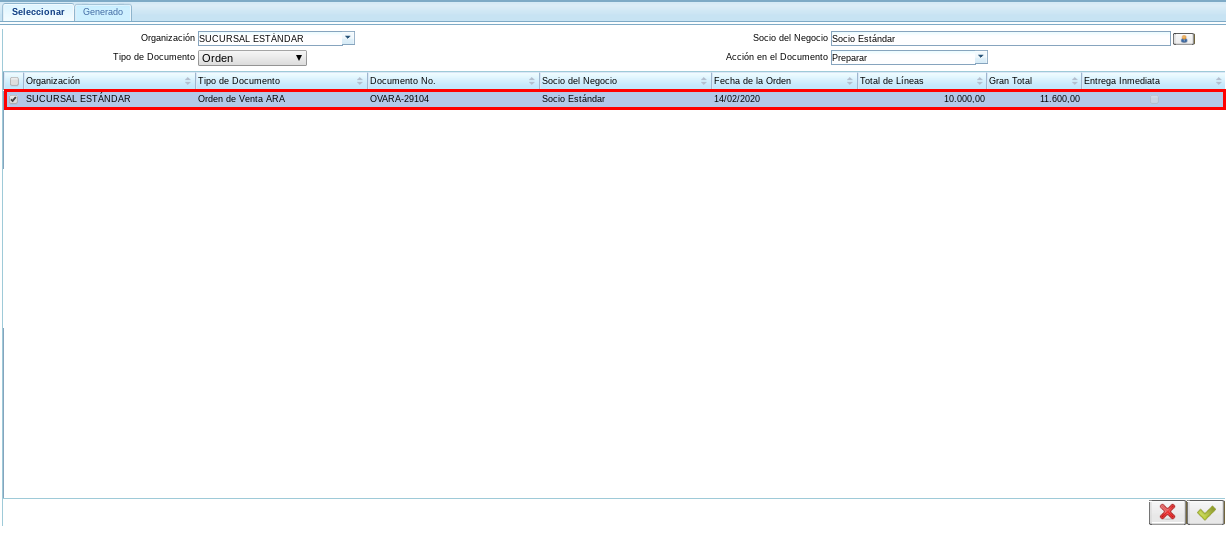 Seleccionar Generado
Organización SUCURSAL ESTÁNDAR Socio del Negocio Socio Estándar
Tipo de Documento Orden Acción en el Documento Preparar
Organización Tipo de Documento Documento No. Socio del Negocio Fecha de la Orden Total de Líneas Gran Total Entrega Inmediata
SUCURSAL ESTÁNDAR Orden de Venta ARA OVARA-29104 Socio Estándar 14/02/2020 10.000,00 11.600,00